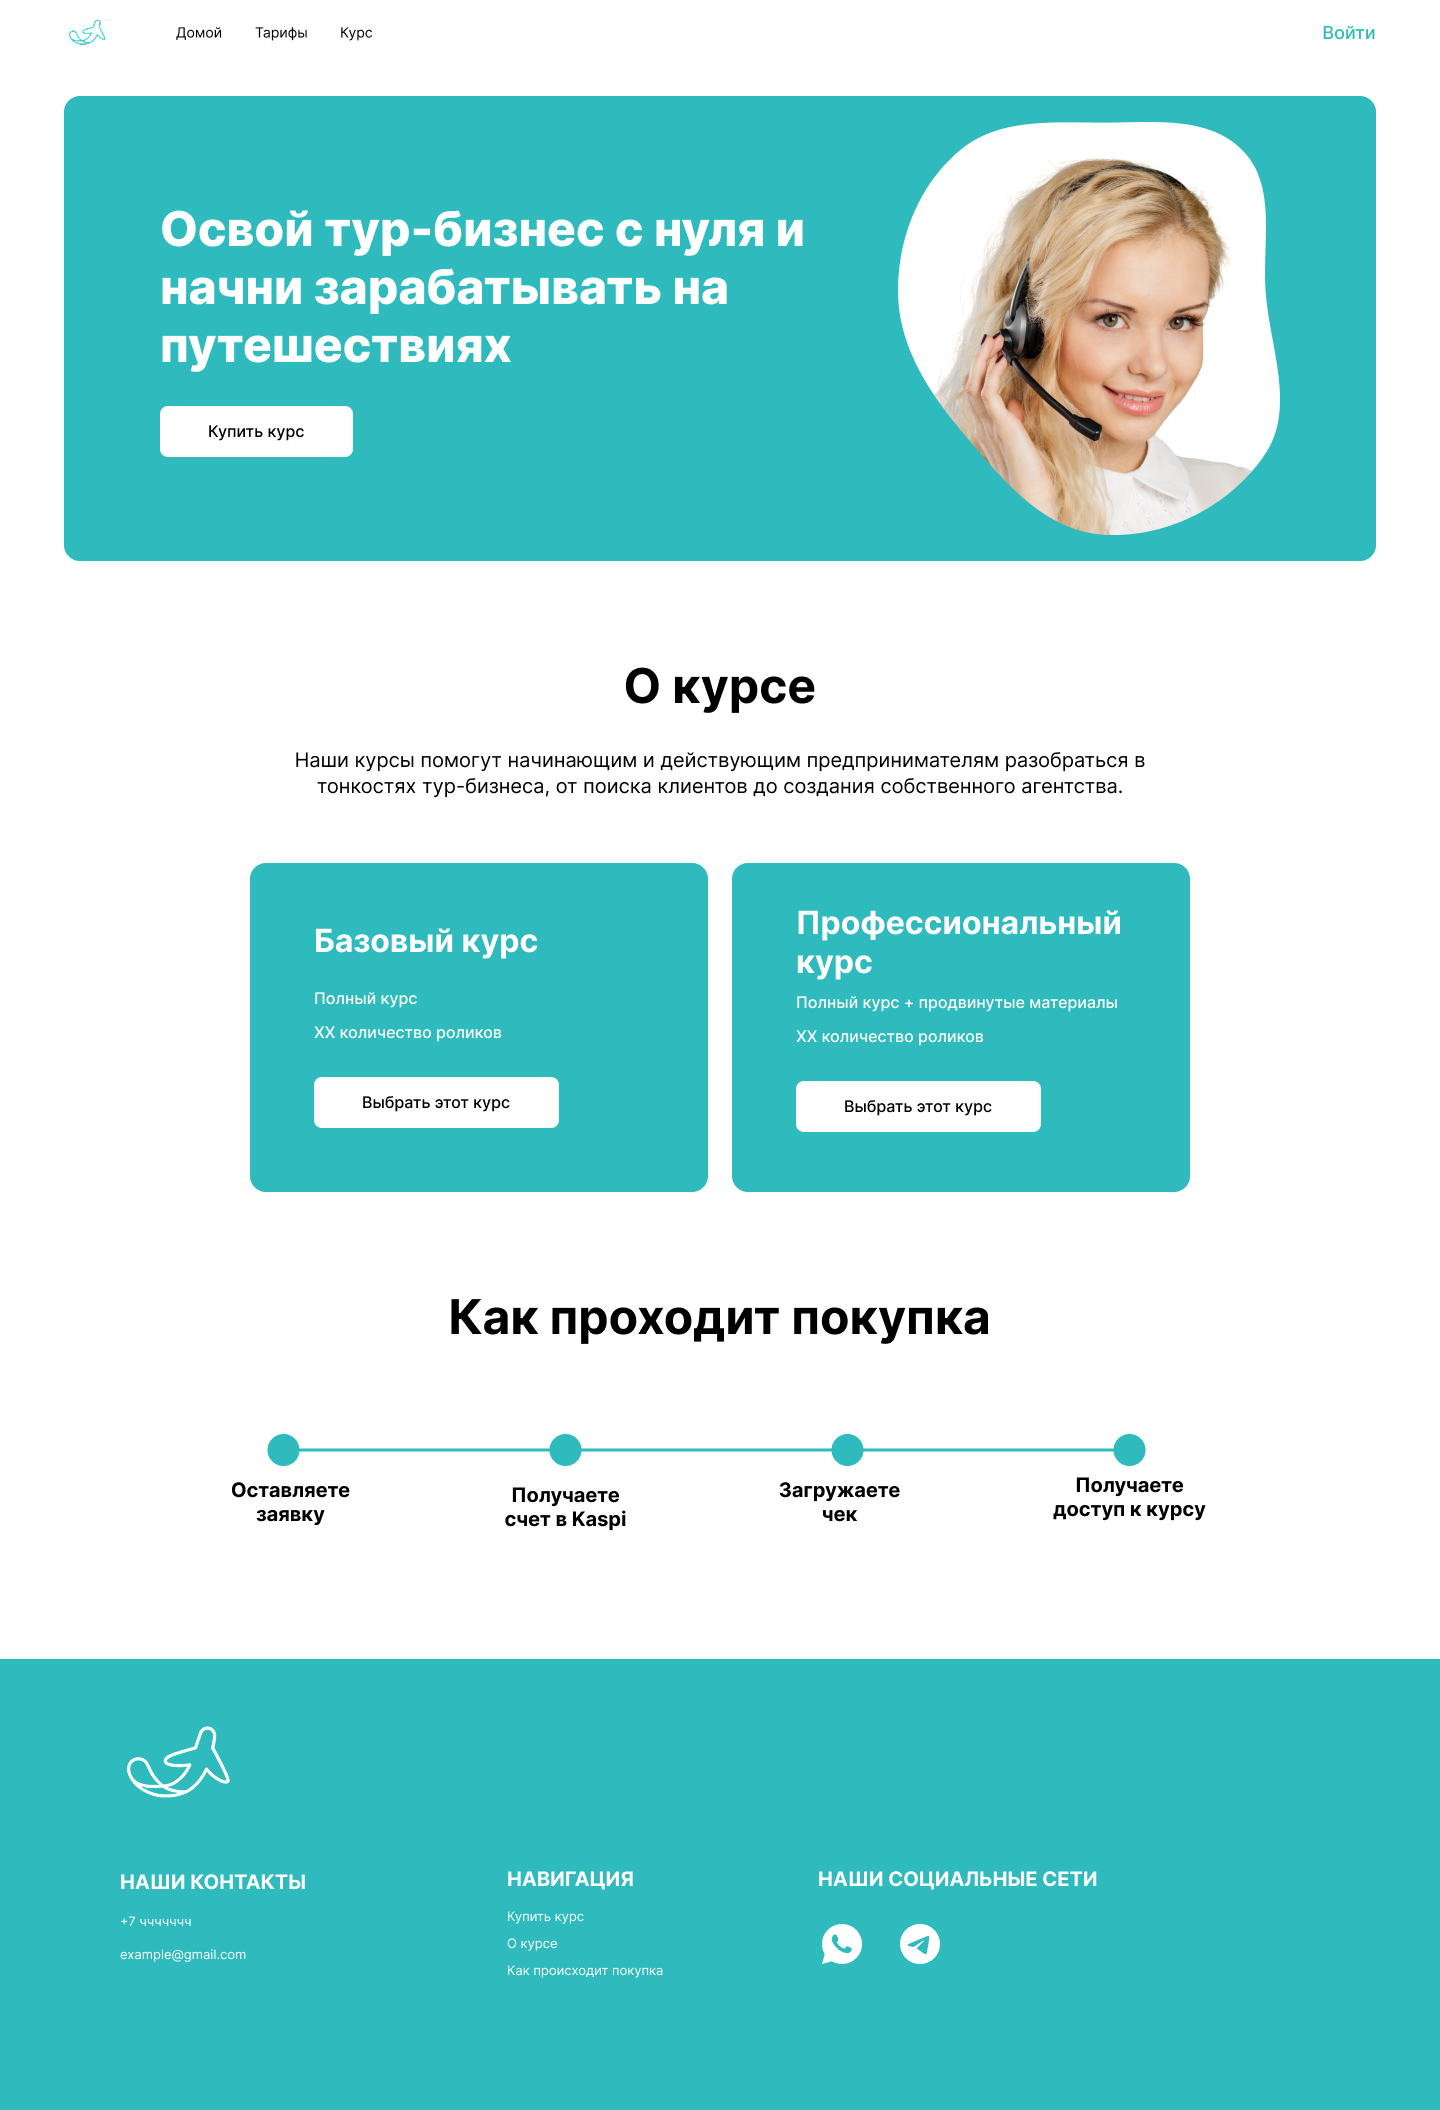 Домой
Тарифы
Курс
Войти
Освой тур-бизнес с нуля и
начни зарабатывать на
путешествиях
Купить курс
О курсе
Наши курсы помогут начинающим и действующим предпринимателям разобраться в
тонкостях тур-бизнеса, от поиска клиентов до создания собственного агентства.
Базовый курс
Полный курс
ХХ количество роликов
Выбрать этот курс
Профессиональный
курс
Полный курс + продвинутые материалы
ХХ количество роликов
Выбрать этот курс
Как проходит покупка
Оставляете
заявку
Получаете
счет в Kaspi
Загружаете
чек
Получаете
доступ к курсу
НАШИ КОНТАКТЫ
+7 ччччччч
example@gmail.com
НАВИГАЦИЯ
Купить курс
О курсе
Как происходит покупка
НАШИ СОЦИАЛЬНЫЕ СЕТИ